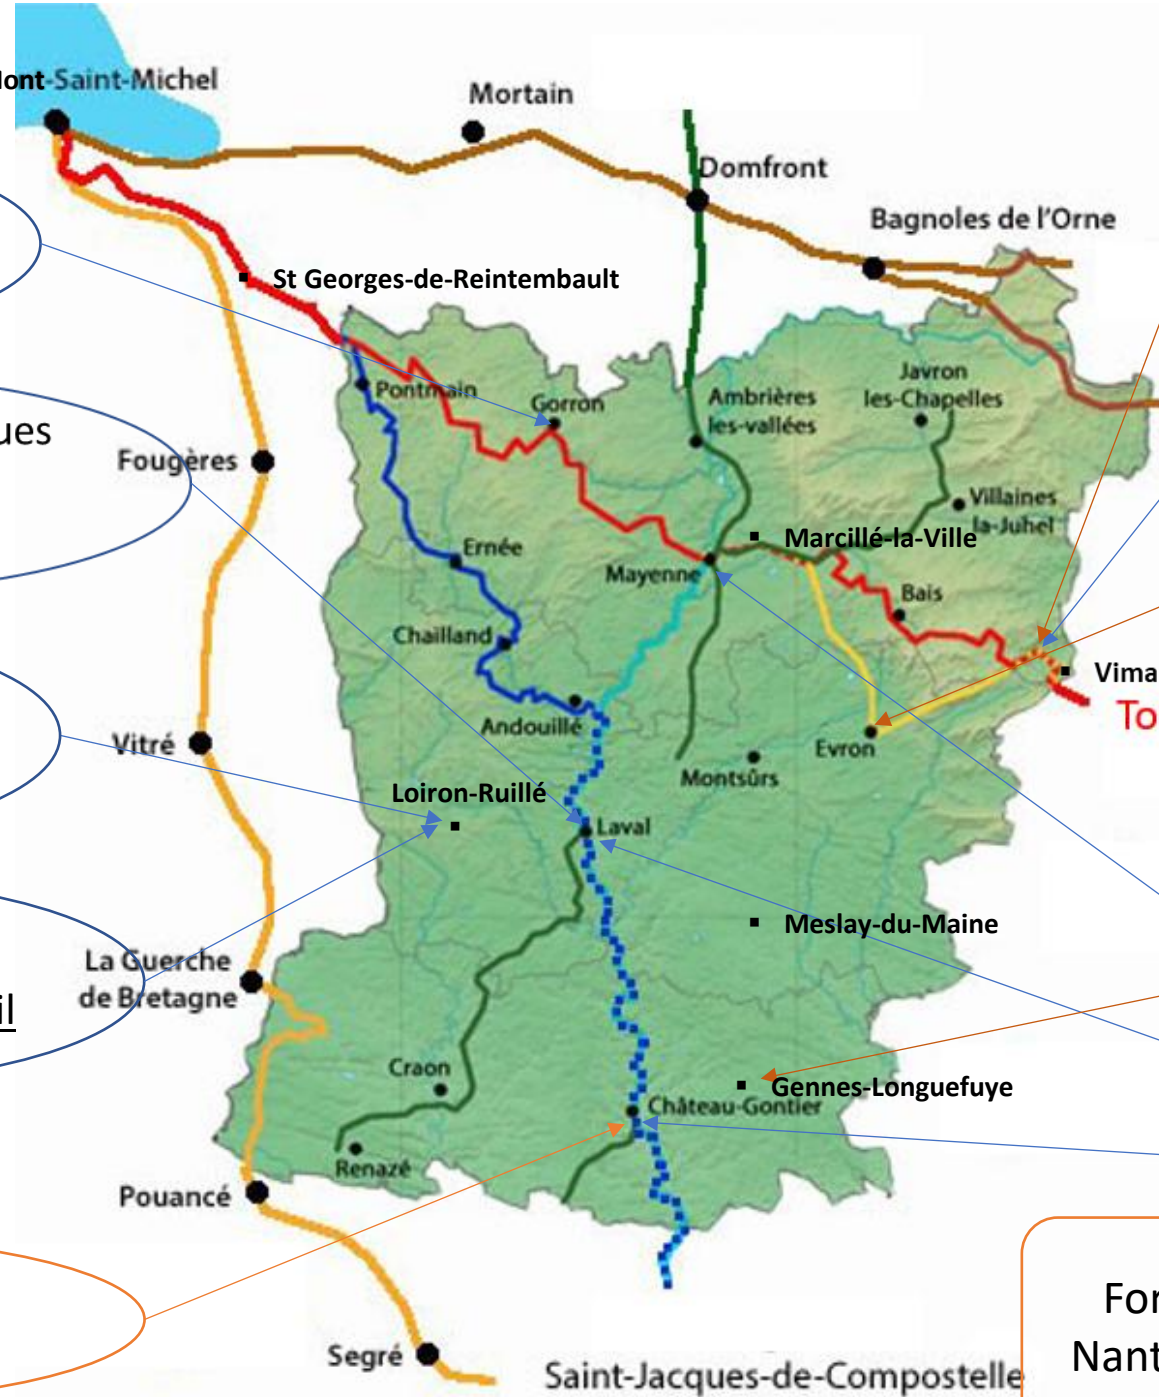 Mont-Saint-Michel
Mortain
Domfront
Bagnoles de l'Orne
St Georges-de-Reintembault
Pontmain
Gorron
Ambrières
les-vallées
Javron
les-Chapelles
ues
Fougères
Villaines
la-Juhel
Ernée
Marcillé-la-Ville
Mayenne
Bais
Chailland
Vima
To
Andouillé
Evron
Vitré
Montsûrs
Loiron-Ruillé
Laval
Meslay-du-Maine
La Guerche
de Bretagne
il
Craon
Gennes-Longuefuye
Château-Gontier
Renazé
Pouancé
For
Nant
Segré
Saint-Jacques-de-Compostelle